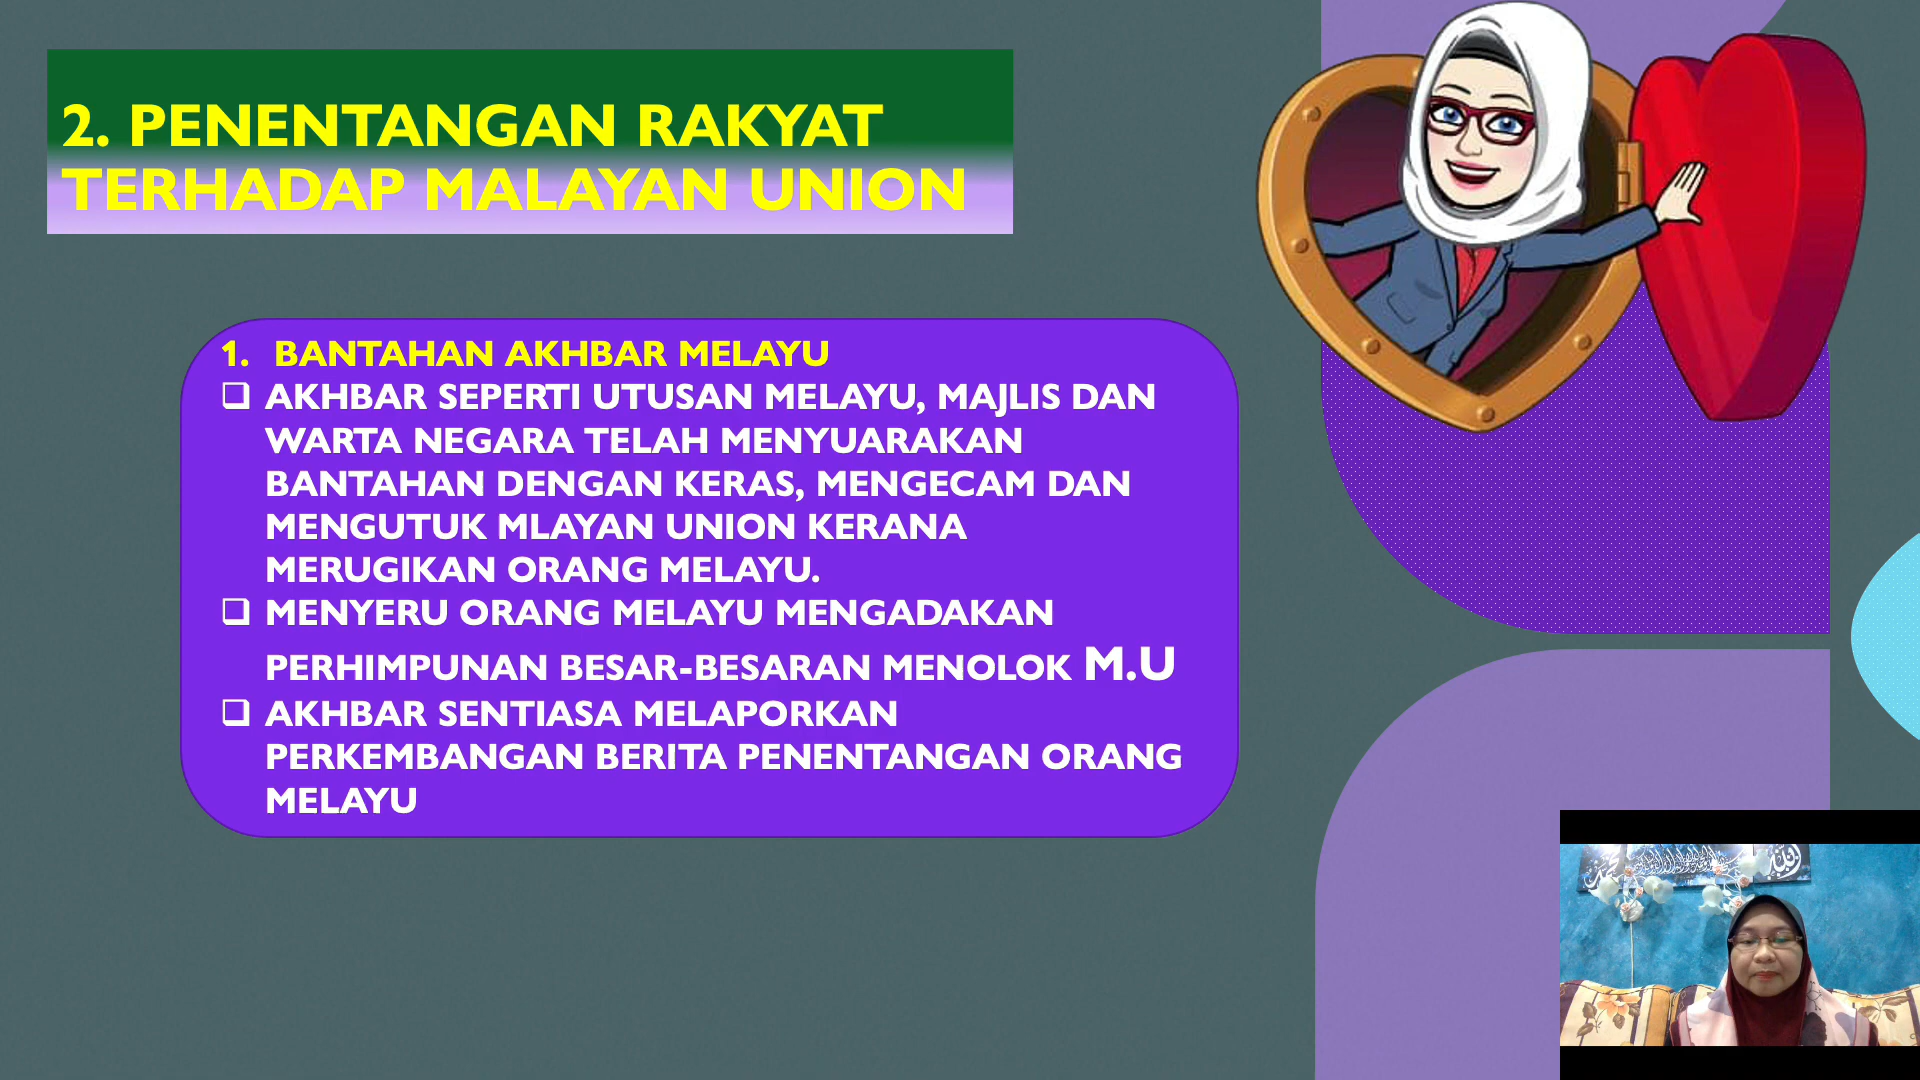 2. PENENTANGAN RAKYAT
TERHADAP MALAYAN UNION
1. BANTAHAN AKHBAR MELAYU
AKHBAR SEPERTI UTUSAN MELAYU, MAJLIS DAN
WARTA NEGARA TELAH MENYUARAKAN
BANTAHAN DENGAN KERAS, MENGECAM DAN
MENGUTUK MLAYAN UNION KERANA
MERUGIKAN ORANG MELAYU.
MENYERU ORANG MELAYU MENGADAKAN
PERHIMPUNAN BESAR-BESARAN MENOLOK M.U
AKHBAR SENTIASA MELAPORKAN
PERKEMBANGAN BERITA PENENTANGAN ORANG
MELAYU